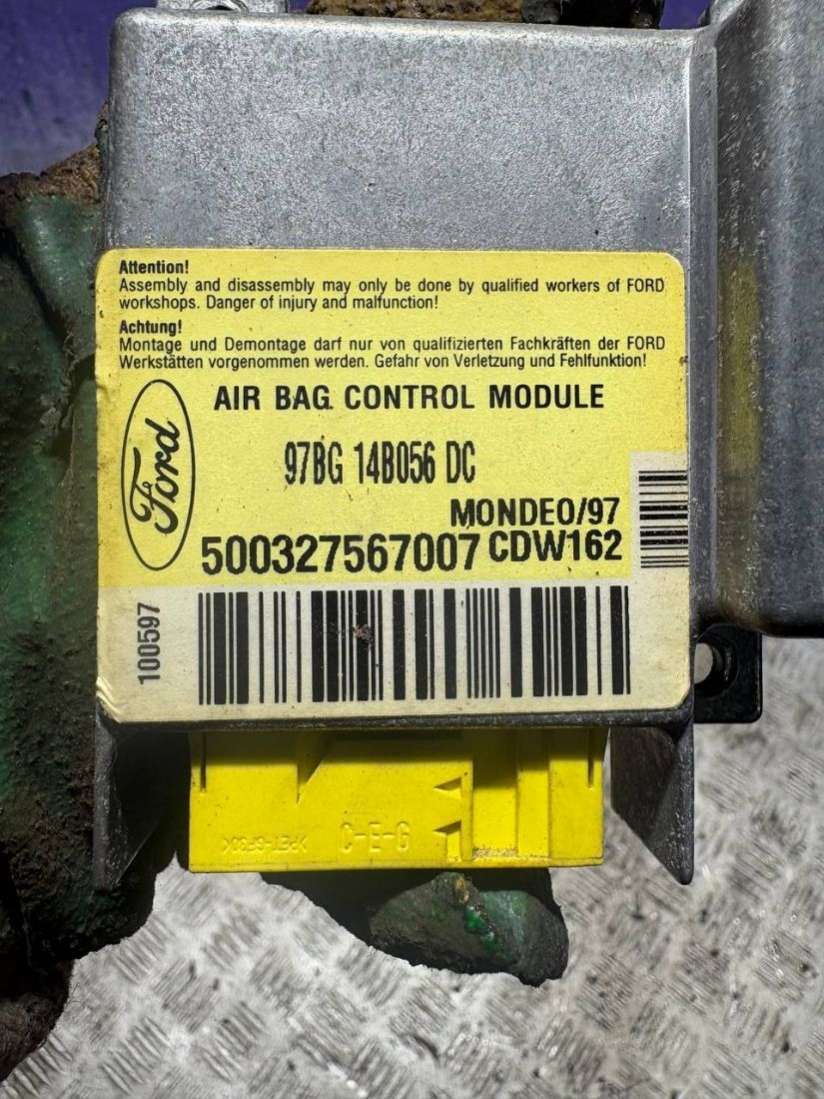 Attention!
Assembly and disassembly may only be done by qualified workers of FORD
workshops. Danger of injury and malfunction!
Achtung!
Montage und Demontage darf nur von qualifizierten Fachkräften der FORD
Werkstätten vorgenommen werden. Gefahr von Verletzung und Fehlfunktion!
AIR BAG CONTROL MODULE
Ford
97BG 14B056 DC
MONDEO/97
500327567007 CDW162
100597
C-E-G